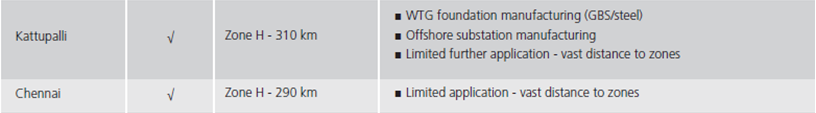 ■ WTG foundation manufacturing (GBS/steel)
Kattupalli √ Zone H - 310 km ■ Offshore substation manufacturing
■ Limited further application - vast distance to zones
Chennai √ Zone H - 290 km ■ Limited application - vast distance to zones